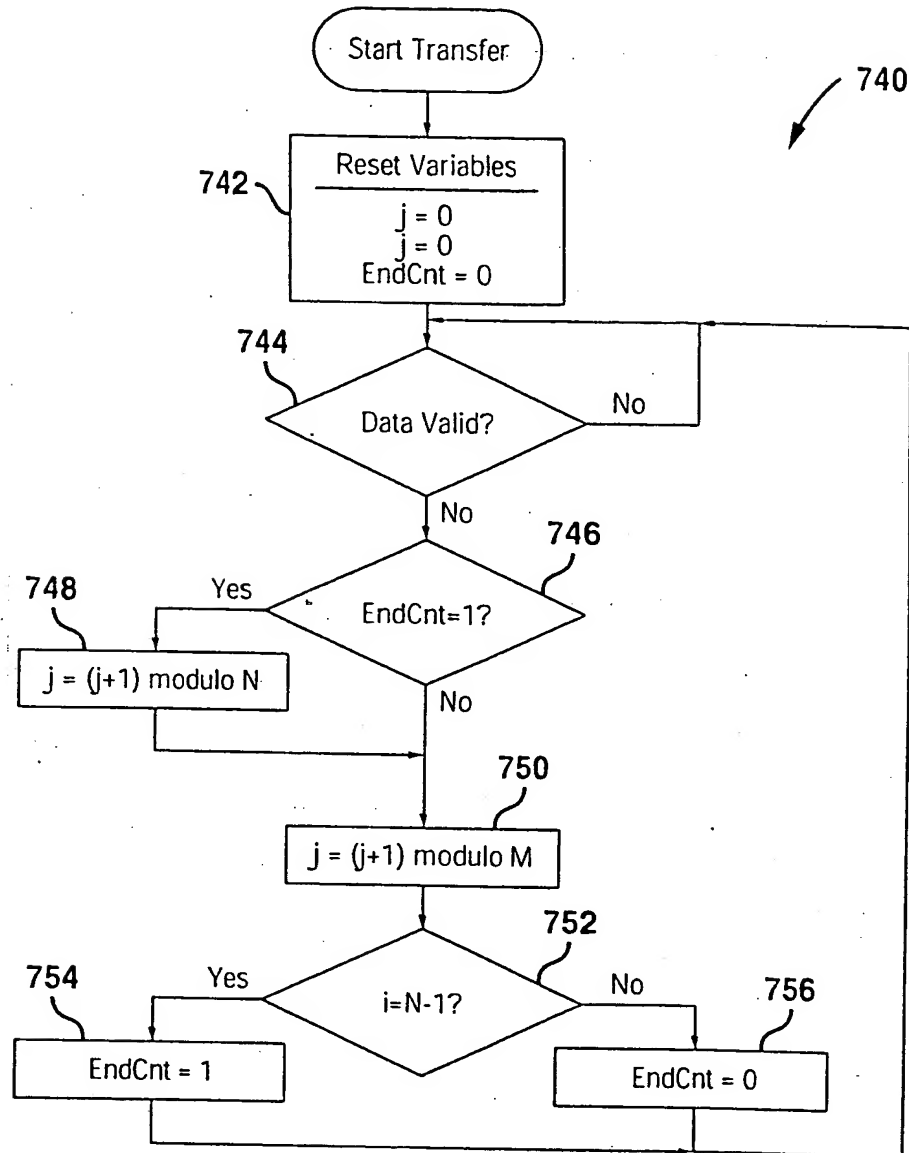 Start Transfer
740
Reset Variables
742
j = 0
j = 0
EndCnt = 0
744
Data Valid?
No
No
746
Yes
748
EndCnt=1?
j = (j+1) modulo N
No
750
j = (j+1) modulo M
752
Yes
No
754
i=N-1?
756
EndCnt = 1
EndCnt = 0